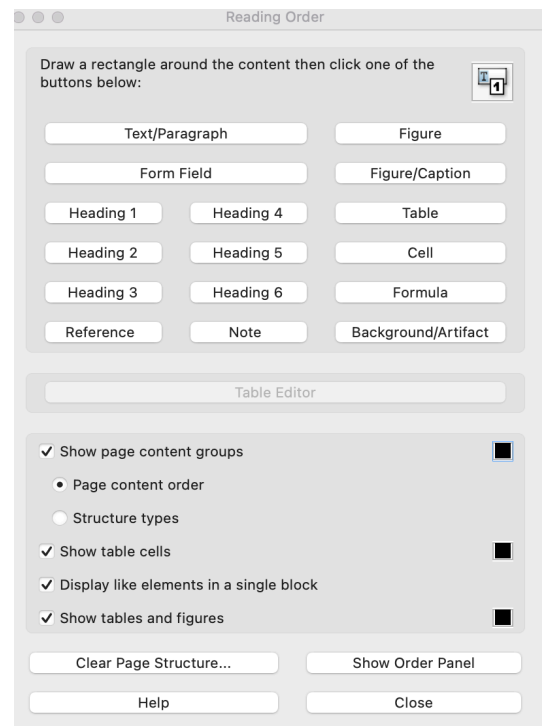 Reading Order
Draw a rectangle around the content then click one of the
buttons below:
T
1
Text/Paragraph
Figure
Form Field
Figure/Caption
Heading 1
Heading 4
Table
Heading 2
Heading 5
Cell
Heading 3
Heading 6
Formula
Reference
Note
Background/Artifact
Table Editor
Show page content groups
Page content order
Structure types
Show table cells
Display like elements in a single block
Show tables and figures
Clear Page Structure...
Show Order Panel
Help
Close